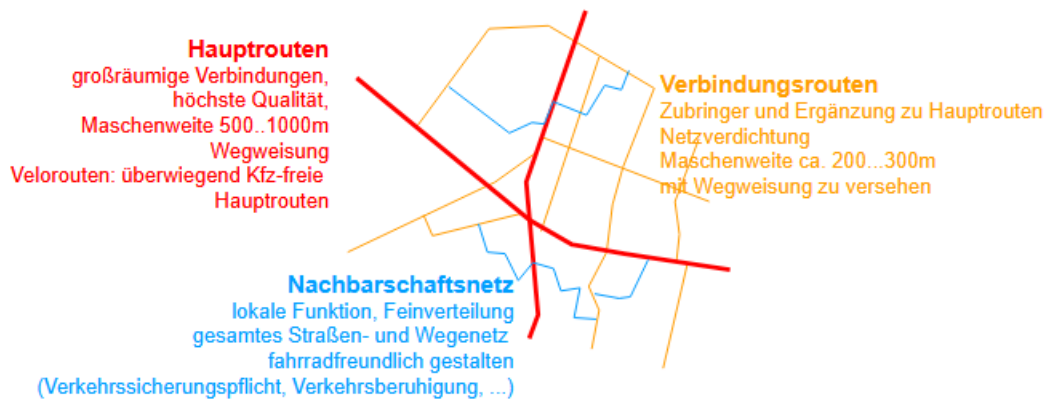 Hauptrouten
großräumige Verbindungen,
höchste Qualität,
Maschenweite 500..1000m
Wegweisung
Velorouten: überwiegend Kfz-freie
Hauptrouten
Verbindungsrouten
Zubringer und Ergänzung zu Hauptrouten
Netzverdichtung
Maschenweite ca. 200...300m
mit Wegweisung zu versehen
Nachbarschaftsnetz
lokale Funktion, Feinverteilung
gesamtes Straßen- und Wegenetz
fahrradfreundlich gestalten
(Verkehrssicherungspflicht, Verkehrsberuhigung, ...)